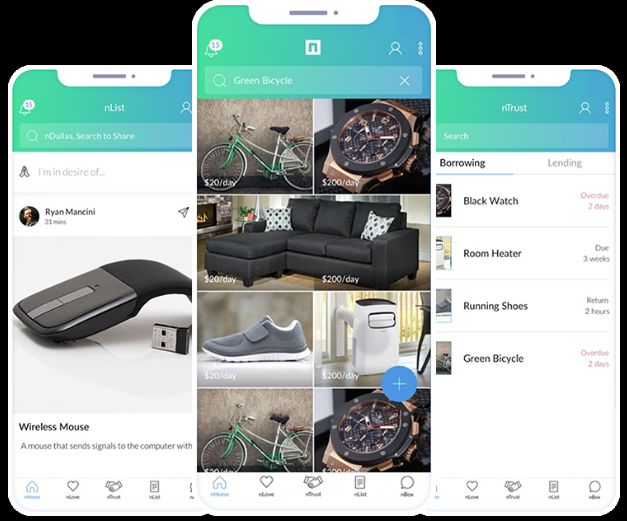 15
nList
nDallas, Search to Share
I'm in desire of...
Ryan Mancini
31 mins
Wireless Mouse
A mouse that sends signals to the computer with
nHome
nLove
nTrust
nList
15
n
Green Bicycle
$20/day
$200/day
$20/day
$200/day
$20/day
$200/day
nHome
nLove
nTrust
nList
nBox
nTrust
Search
Borrowing
Lending
Black Watch
Overdue
2 days
Room Heater
Due
3 weeks
Running Shoes
Return
2 hours
Green Bicycle
Overdue
2 days
nLove
nTrust
nList
nBox